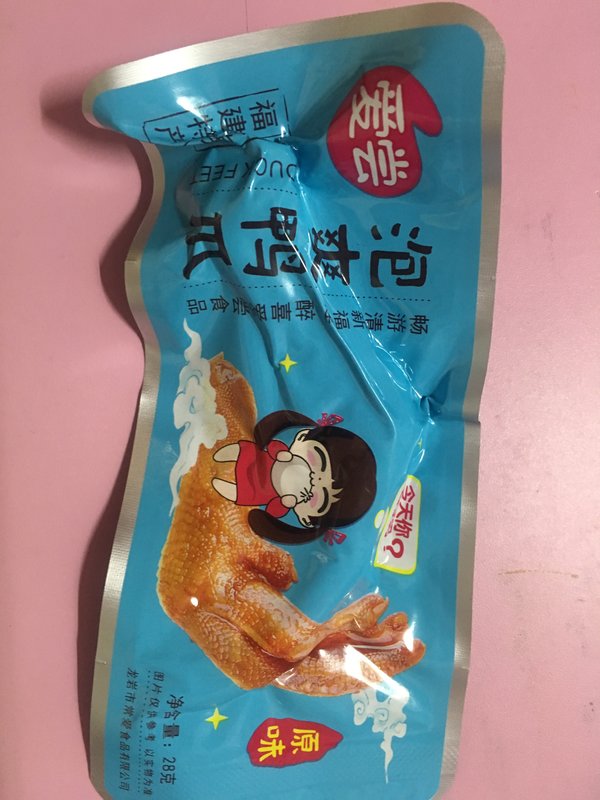 爱尝
福建特产
DUCK FEET
泡爽鸭爪
畅游清新福 醉喜爱尝食品
今天你 ?
原味
净含量：28克
图片仅供参考 以实物为准
龙岩市常爱食品有限公司